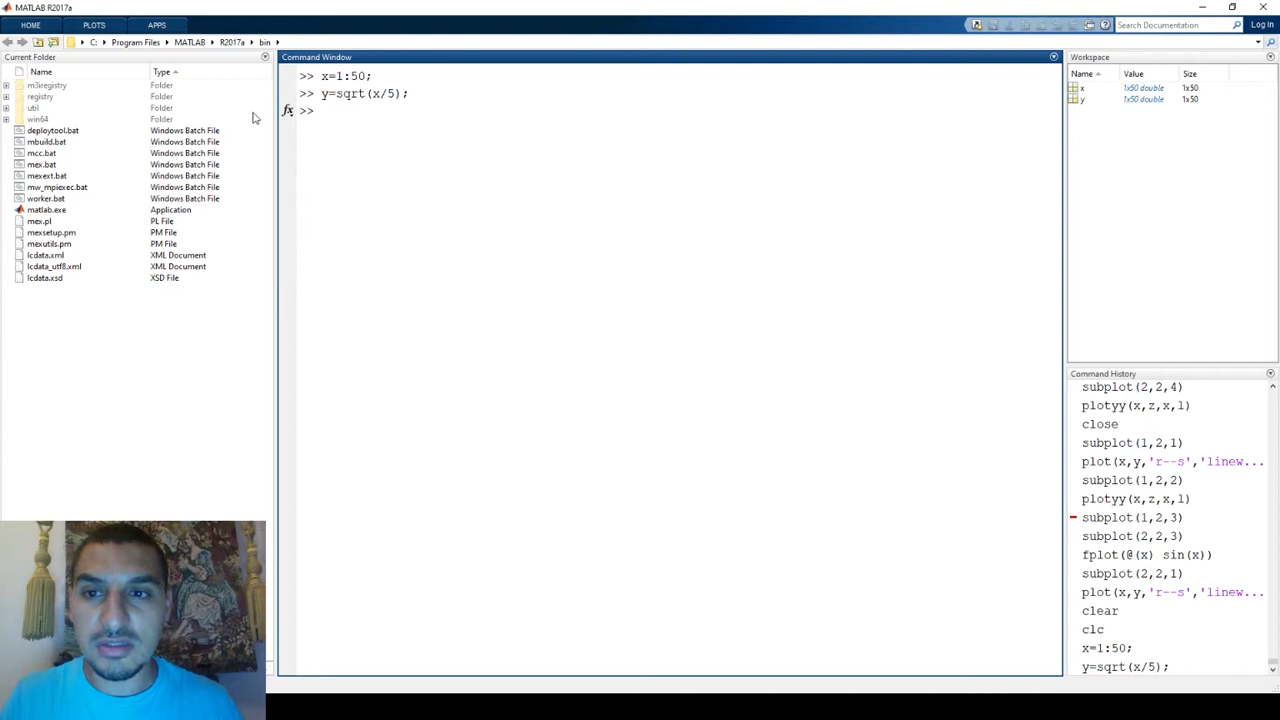 MATLAB R2017a
HOME PLOTS APPS
Search Documentation Log In
C: Program Files MATLAB R2017a bin
Current Folder
Name Type
m3iregistry Folder
registry Folder
util Folder
win64 Folder
deploytool.bat Windows Batch File
mbuild.bat Windows Batch File
mcc.bat Windows Batch File
mex.bat Windows Batch File
mexext.bat Windows Batch File
mw_mpiexec.bat Windows Batch File
worker.bat Windows Batch File
matlab.exe Application
mex.pl PL File
mexsetup.pm PM File
mexutils.pm PM File
lcdata.xml XML Document
lcdata_utf8.xml XML Document
lcdata.xsd XSD File
Command Window
>> x=1:50;
>> y=sqrt(x/5);
fx >>
Workspace
Name Value Size
x 1x50 double 1x50
y 1x50 double 1x50
Command History
subplot(2,2,4)
plotyy(x,z,x,l)
close
subplot(1,2,1)
plot(x,y,'r--s','linew...
subplot(1,2,2)
plotyy(x,z,x,l)
subplot(1,2,3)
subplot(2,2,3)
fplot(@(x) sin(x))
subplot(2,2,1)
plot(x,y,'r--s','linew...
clear
clc
x=1:50;
y=sqrt(x/5);